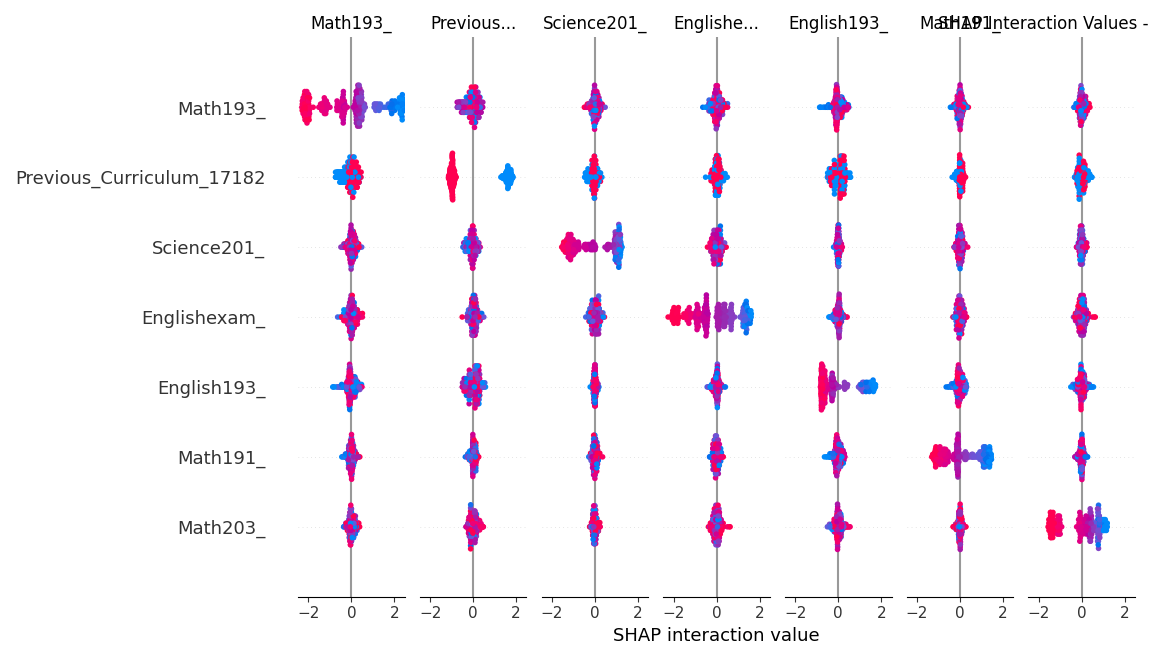 Math193_ Previous... Science201_ Englishe... English193_ Math191_ SHAP Interaction Values -
Math193_
Previous_Curriculum_17182
Science201_
Englishexam_
English193_
Math191_
Math203_
−2 0 2 −2 0 2 −2 0 2 −2 0 2 −2 0 2 −2 0 2 −2 0 2
SHAP interaction value